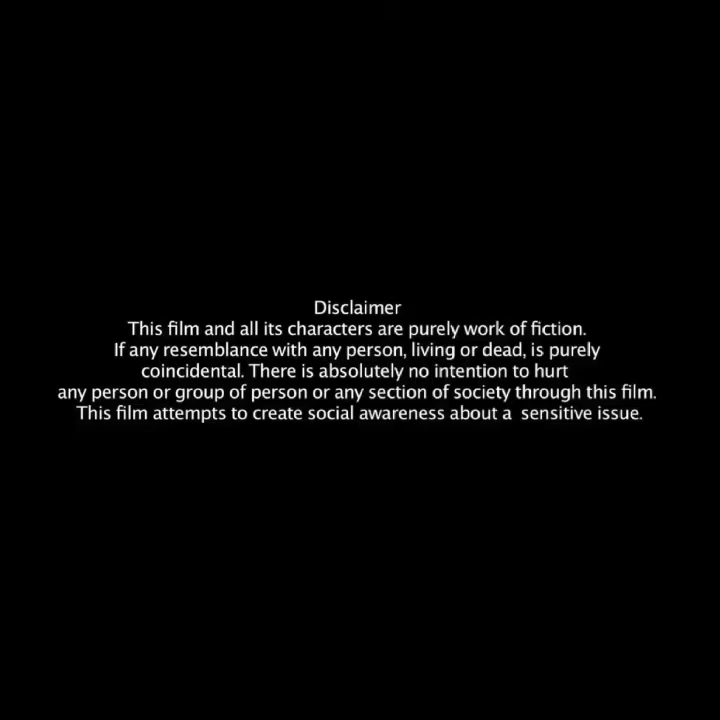 Disclaimer
This film and all its characters are purely work of fiction.
If any resemblance with any person, living or dead, is purely
coincidental. There is absolutely no intention to hurt
any person or group of person or any section of society through this film.
This film attempts to create social awareness about a  sensitive issue.